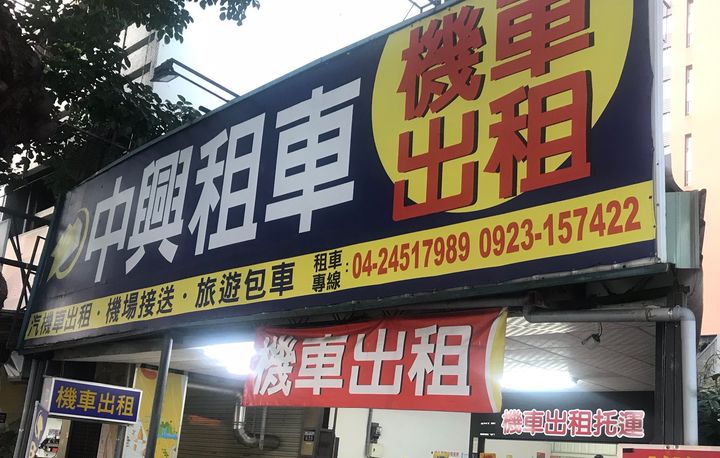 中興租車
機車
出租
汽機車出租·機場接送·旅遊包車
租車
專線：
04-24517989 0923-157422
機車出租
機車出租
機車出租托運